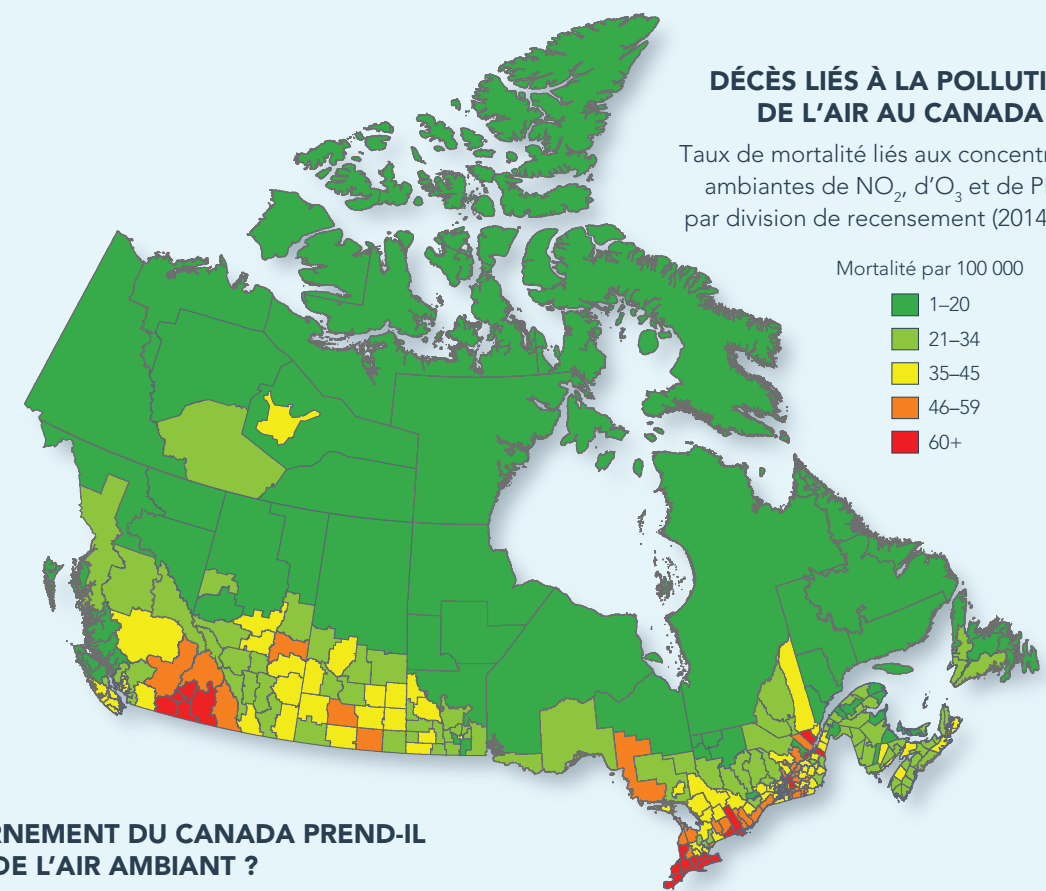 DÉCÈS LIÉS À LA POLLUTI
DE L'AIR AU CANADA
Taux de mortalité liés aux concentr
ambiantes de NO₂, d'O₃ et de P
par division de recensement (2014
Mortalité par 100 000
1–20
21–34
35–45
46–59
60+
RNEMENT DU CANADA PREND-IL
DE L'AIR AMBIANT ?